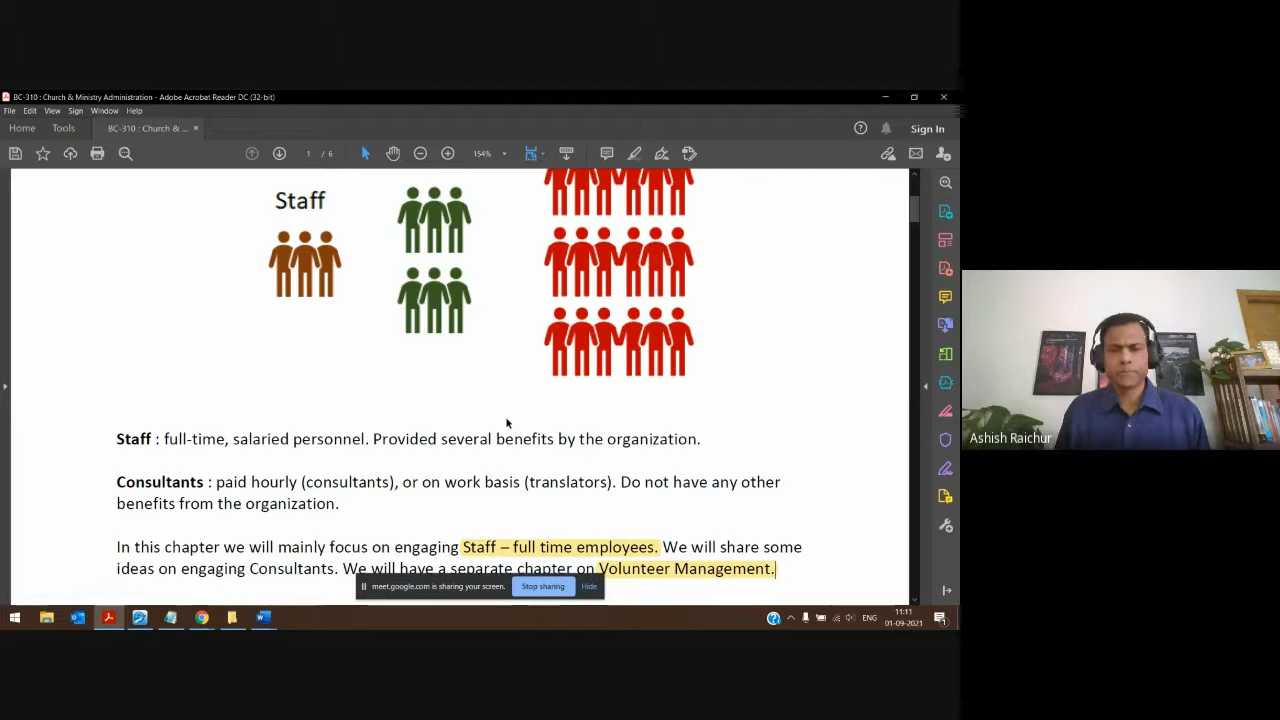 BC-310 : Church & Ministry Administration - Adobe Acrobat Reader DC (32-bit)
File Edit View Sign Window Help
Home Tools BC-310 : Church & ... × Sign In
1 / 6 154%
Staff
Staff : full-time, salaried personnel. Provided several benefits by the organization.
Consultants : paid hourly (consultants), or on work basis (translators). Do not have any other
benefits from the organization.
In this chapter we will mainly focus on engaging Staff – full time employees. We will share some
ideas on engaging Consultants. We will have a separate chapter on Volunteer Management.
meet.google.com is sharing your screen. Stop sharing Hide
ENG
11:11
01-09-2021
Ashish Raichur